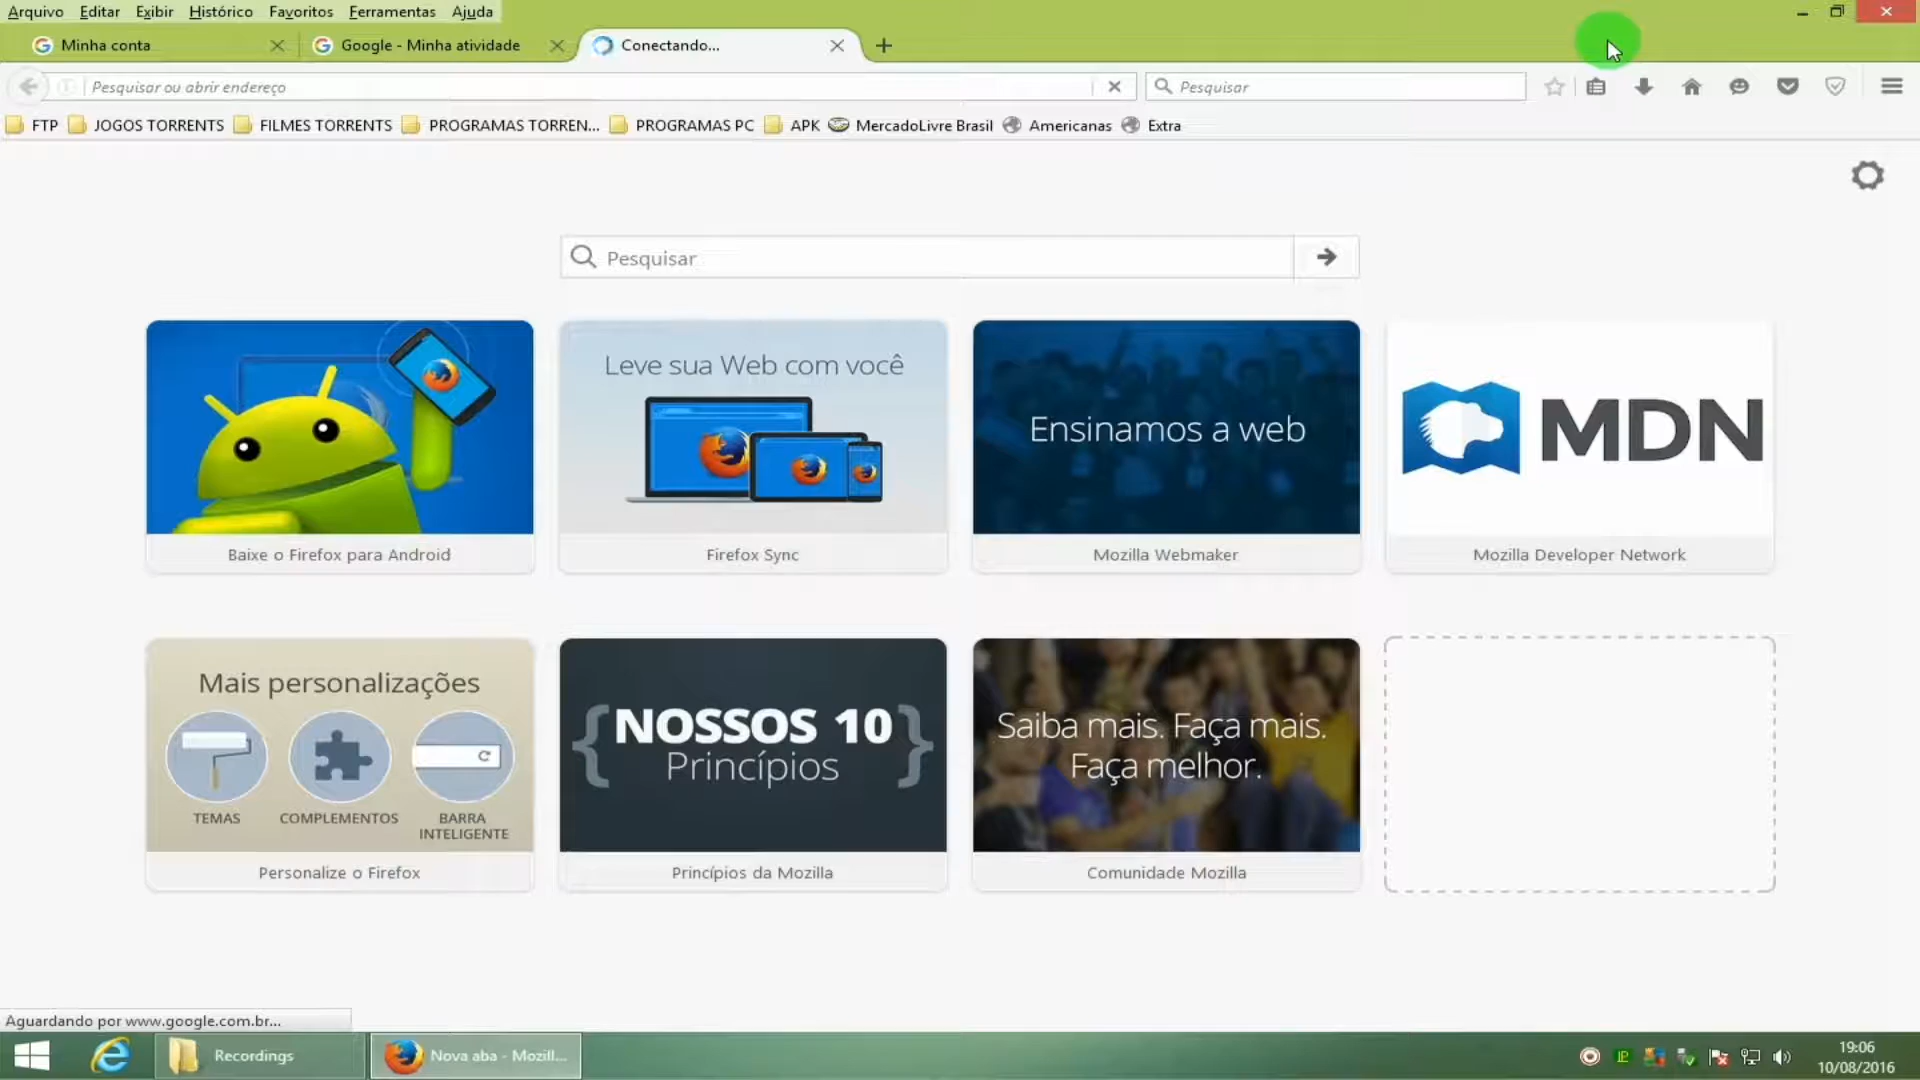 Arquivo Editar Exibir Histórico Favoritos Ferramentas Ajuda
Minha conta
Google - Minha atividade
Conectando...
Pesquisar ou abrir endereço
Pesquisar
FTP JOGOS TORRENTS FILMES TORRENTS PROGRAMAS TORREN... PROGRAMAS PC APK MercadoLivre Brasil Americanas Extra
Pesquisar
Leve sua Web com você
Ensinamos a web
MDN
Baixe o Firefox para Android
Firefox Sync
Mozilla Webmaker
Mozilla Developer Network
Mais personalizações
TEMAS
COMPLEMENTOS
BARRA
INTELIGENTE
{NOSSOS 10
Princípios}
Saiba mais. Faça mais.
Faça melhor.
Personalize o Firefox
Princípios da Mozilla
Comunidade Mozilla
Aguardando por www.google.com.br...
Recordings
Nova aba - Mozill...
19:06
10/08/2016